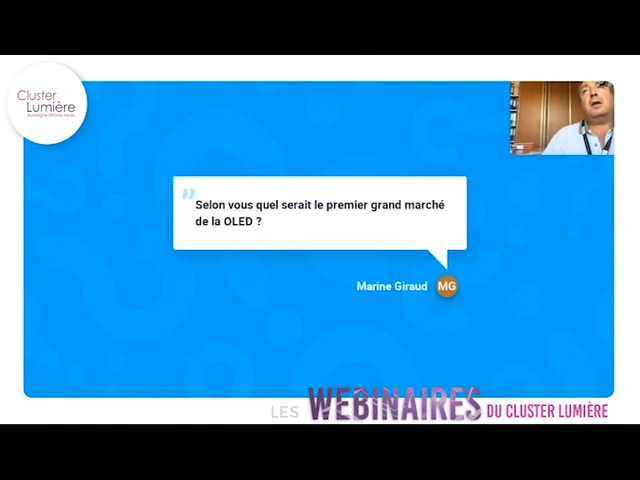 Cluster
Lumière
Auvergne-Rhône-Alpes
Selon vous quel serait le premier grand marché
de la OLED ?
Marine Giraud MG
LES WEBINAIRES DU CLUSTER LUMIÈRE